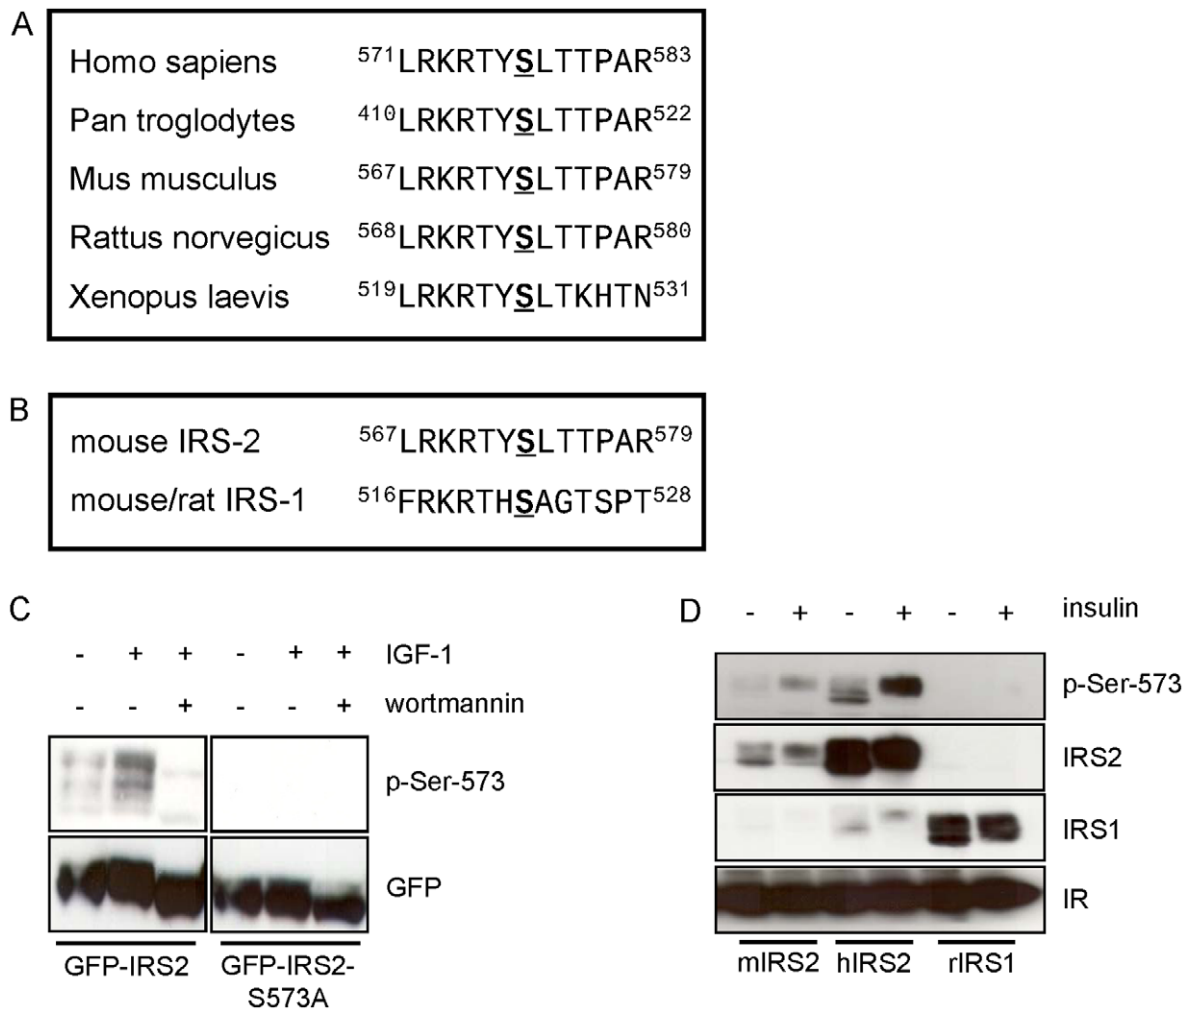 A
Homo sapiens 571LRKRTYSLTTPAR583
Pan troglodytes 410LRKRTYSLTTPAR522
Mus musculus 567LRKRTYSLTTPAR579
Rattus norvegicus 568LRKRTYSLTTPAR580
Xenopus laevis 519LRKRTYSLTKHTN531
B
mouse IRS-2 567LRKRTYSLTTPAR579
mouse/rat IRS-1 516FRKRTHSAGTSPT528
C
- + + - + + IGF-1
- - + - - + wortmannin
p-Ser-573
GFP
GFP-IRS2 GFP-IRS2-
S573A
D
- + - + - + insulin
p-Ser-573
IRS2
IRS1
IR
mIRS2 hIRS2 rIRS1